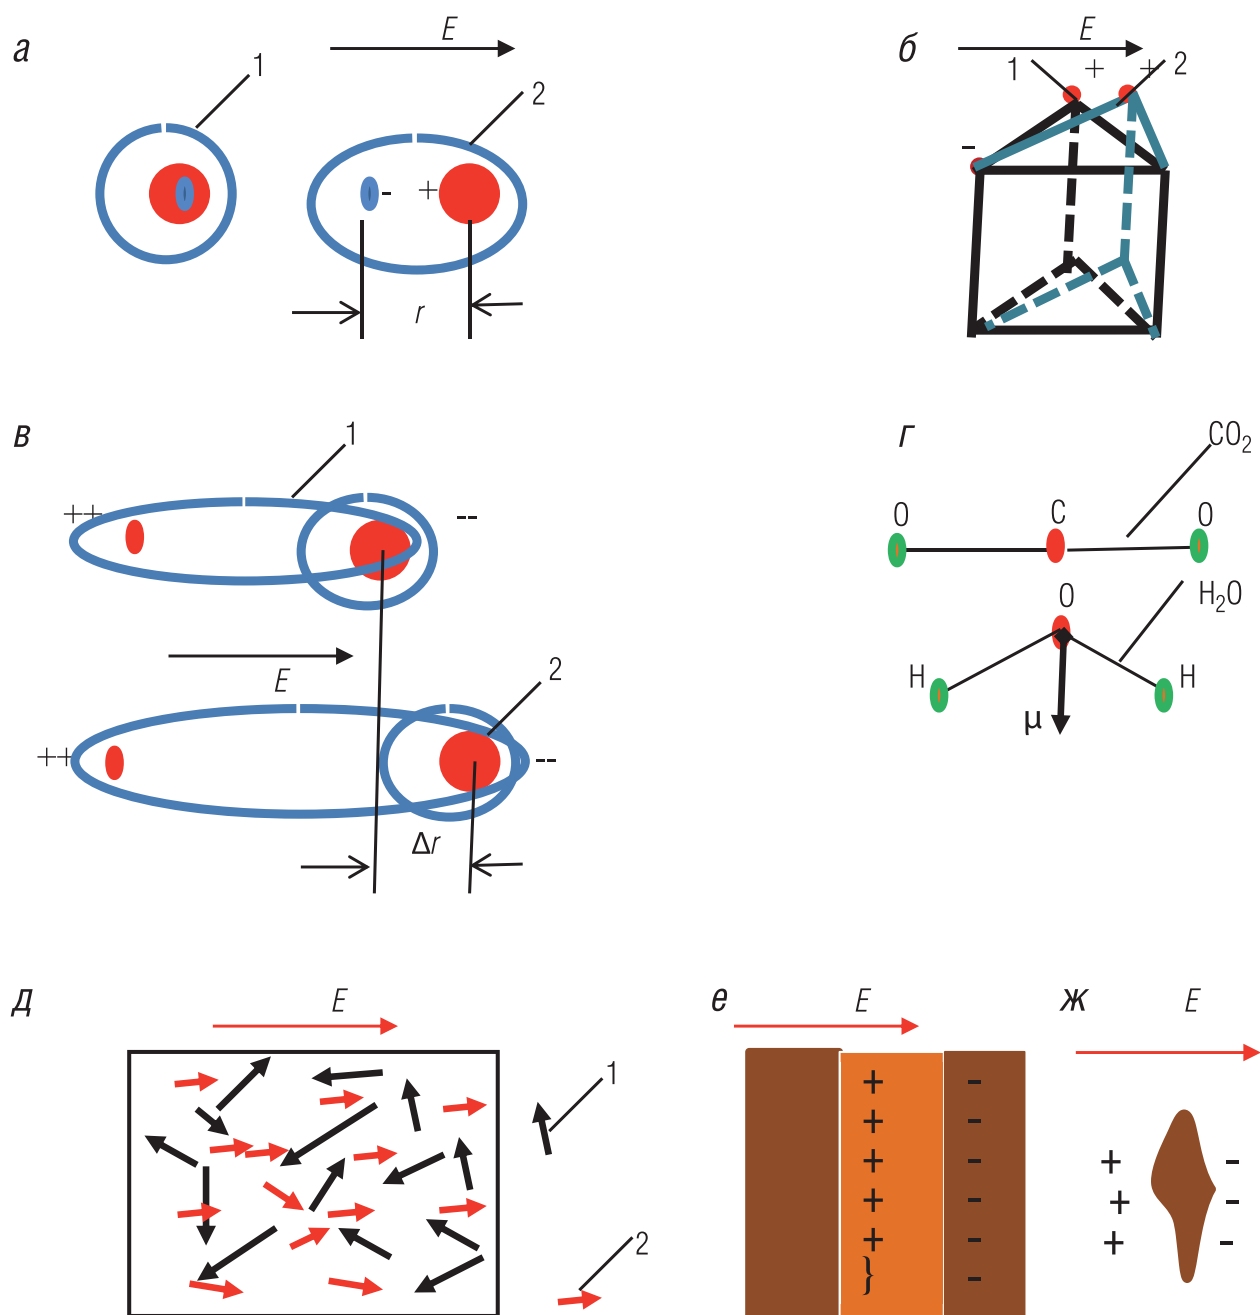 а
E
1
2
- +
r
б
E
1 + + 2
-
в
1
++ --
E
2
++ --
Δr
г
CO₂
O C O
H₂O
O
H H
μ
д
E
1
2
е
E
+ -
+ -
+ -
+ -
+ -
} -
ж
E
+ -
+ -
+ -